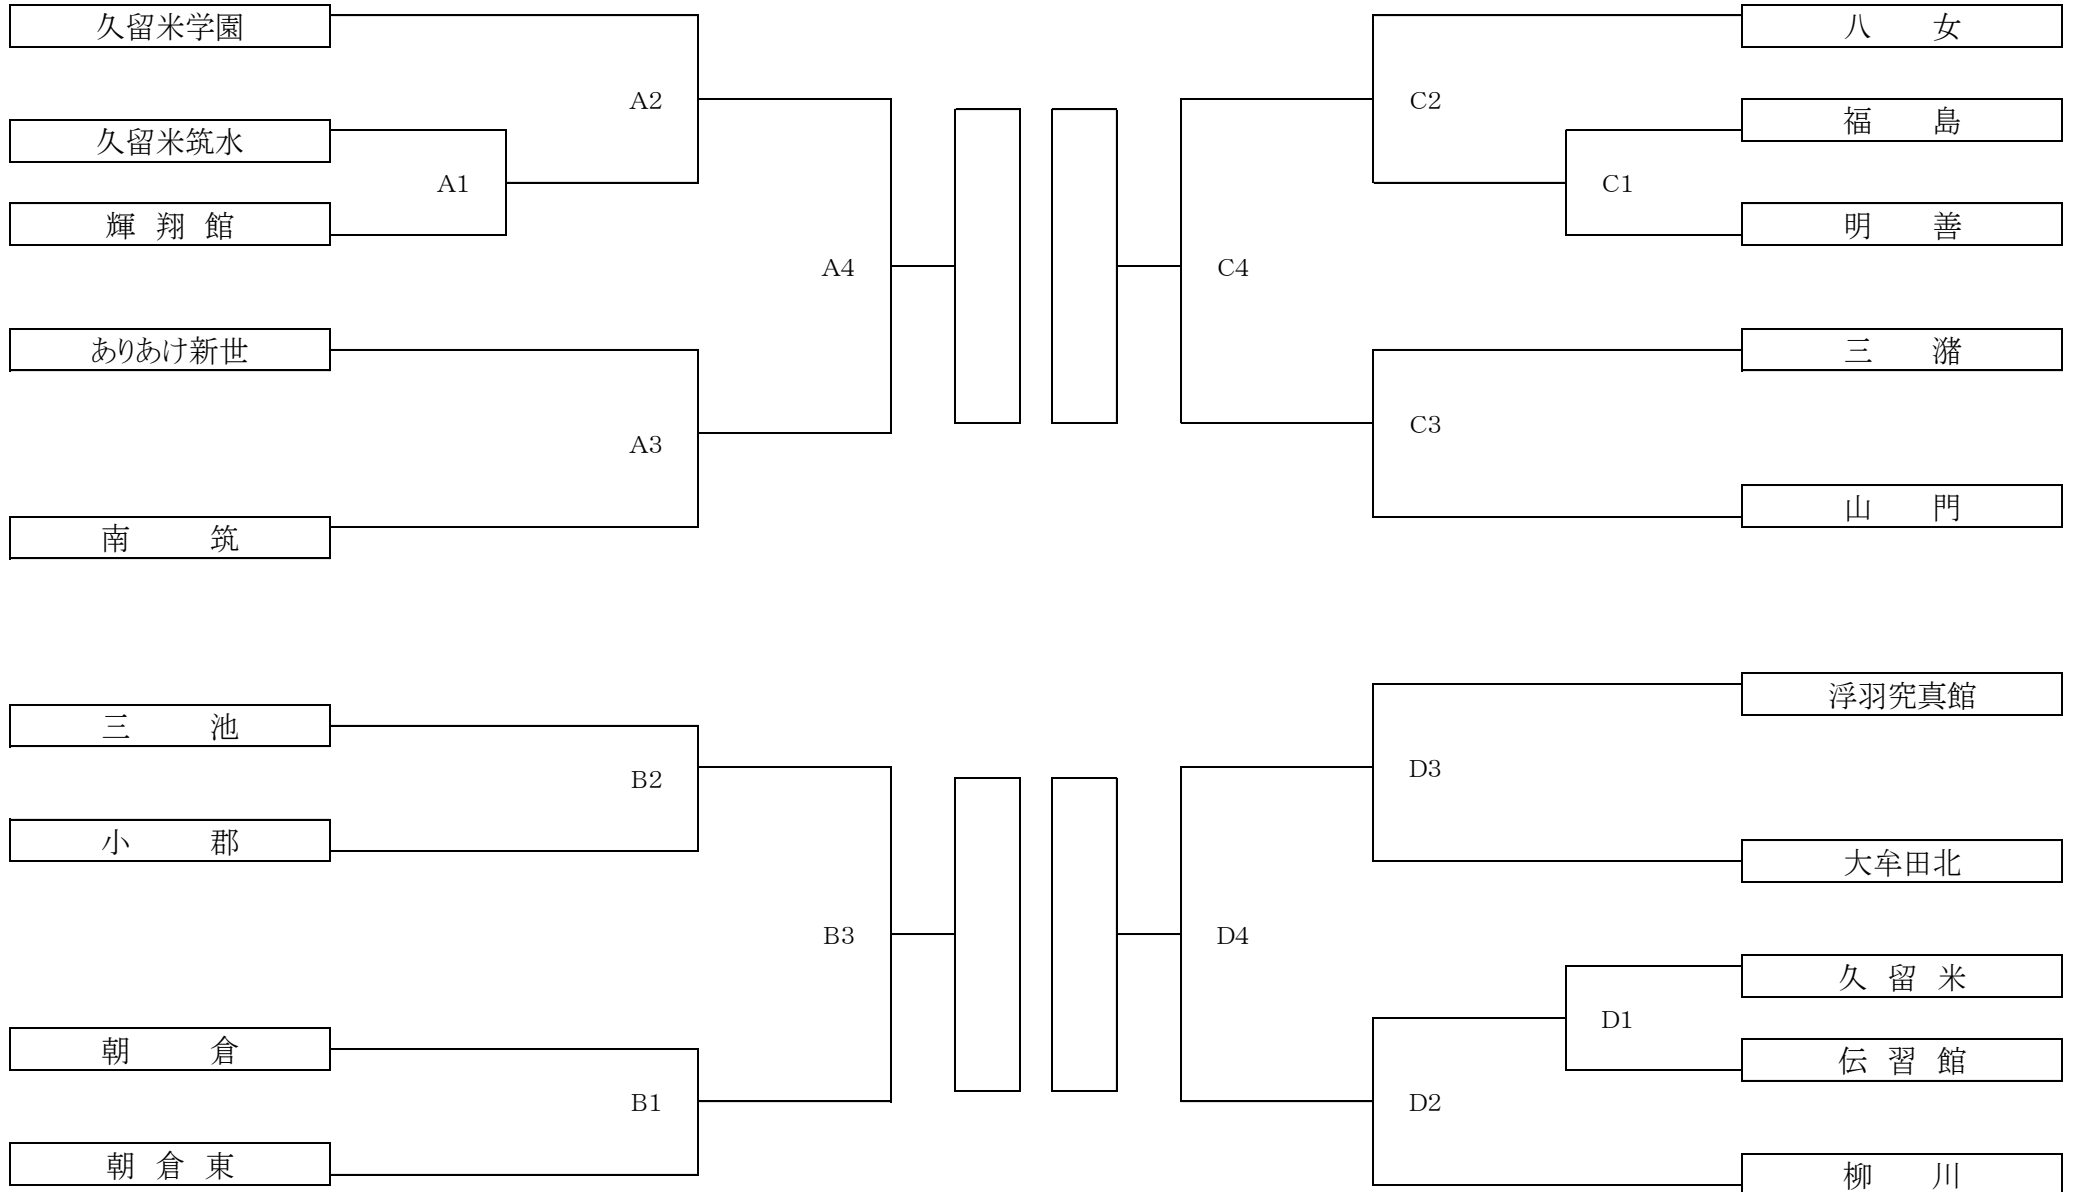 久留米学園
A2
久留米筑水
A1
輝 翔 館
A4
ありあけ新世
A3
南 筑
八 女
C2
福 島
C1
明 善
C4
三 潴
C3
山 門
三 池
B2
小 郡
B3
朝 倉
B1
朝 倉 東
浮羽究真館
D3
大牟田北
D4
久 留 米
D1
伝 習 館
D2
柳 川